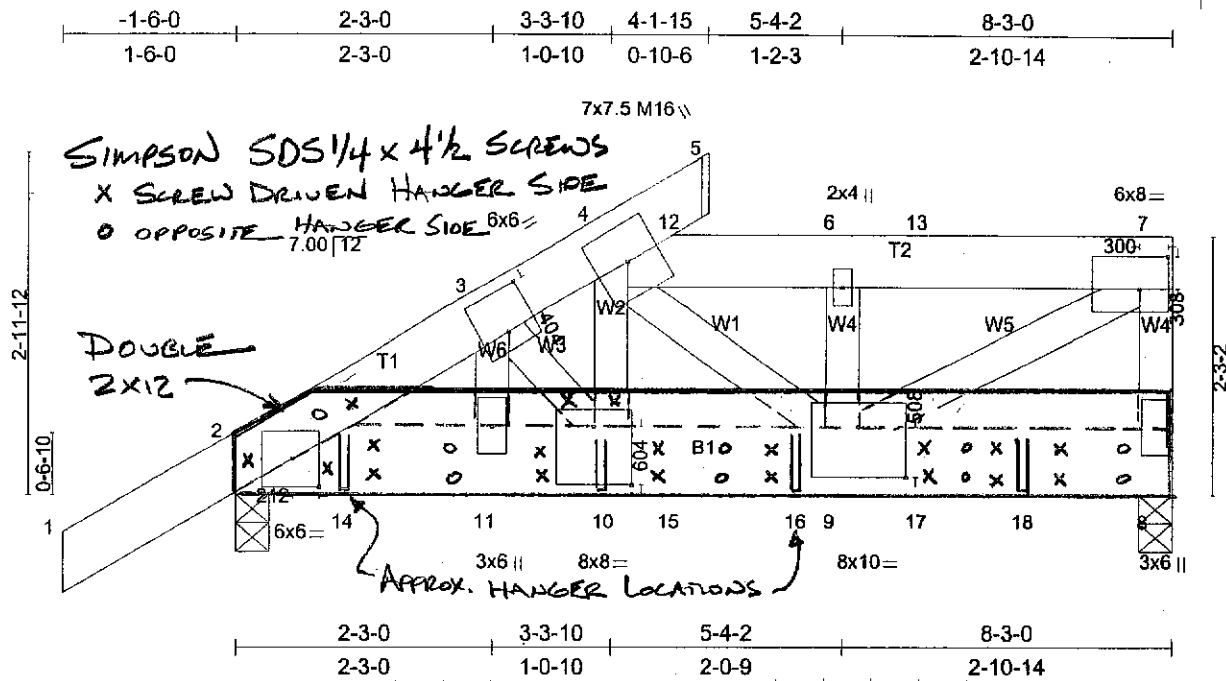 -1-6-0 2-3-0 3-3-10 4-1-15 5-4-2 8-3-0
1-6-0 2-3-0 1-0-10 0-10-6 1-2-3 2-10-14
7x7.5 M16 \\
SIMPSON SDS 1/4 x 4 1/2 SCREWS
X SCREW DRIVEN HANGER SIDE
O OPPOSITE HANGER SIDE
5
4 12 2x4 || 6x8 =
6x6 = 6 13 7
7.00 12
T2 300
3
2-11-12
W2 308
405
W6 W3 W1 W4 W5 W4
2-3-2
DOUBLE
2X12
T1
508
2
0-6-10
604 B1
212
1 6x6 = 14 11 10 15 16 9 17 18 8
3x6 || 8x8 = 8x10 = 3x6 ||
APPROX. HANGER LOCATIONS
2-3-0 3-3-10 5-4-2 8-3-0
2-3-0 1-0-10 2-0-9 2-10-14